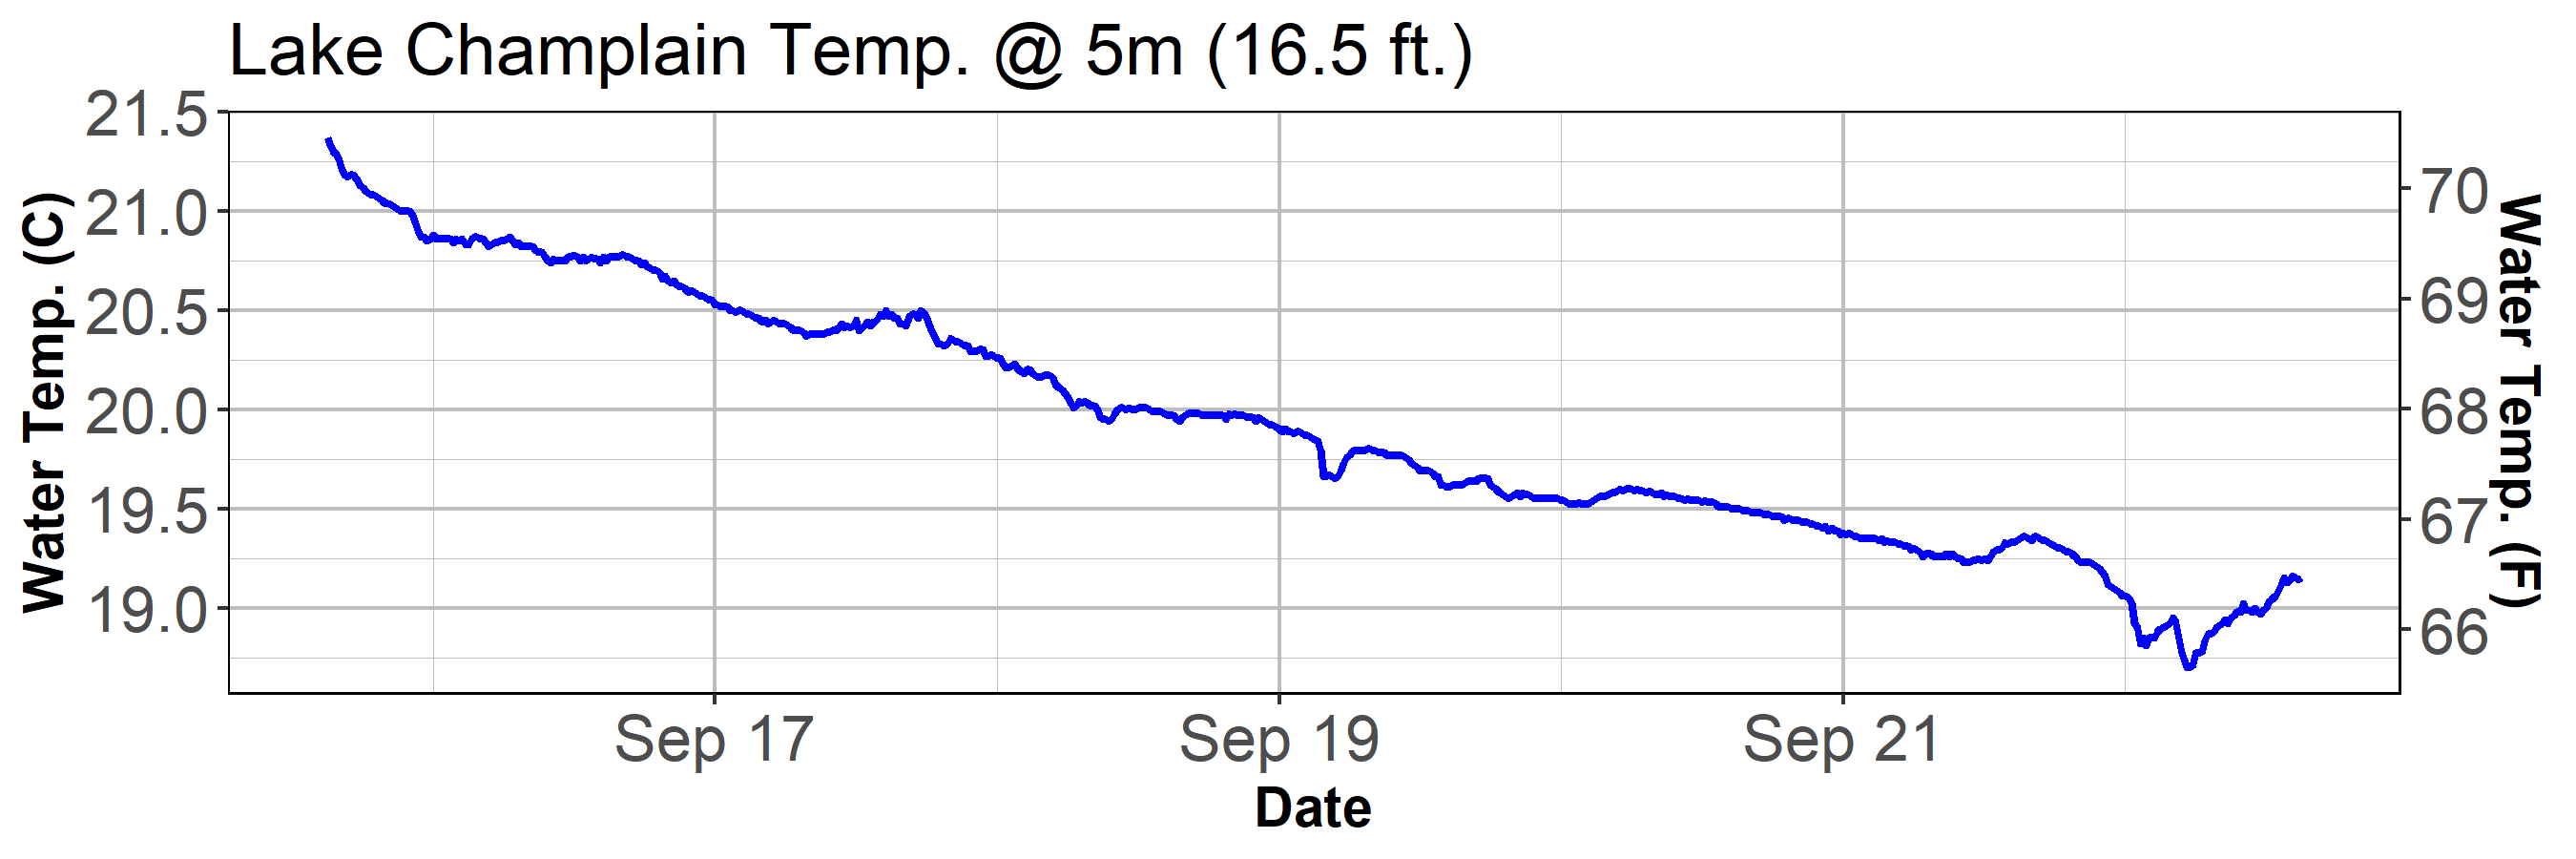 Lake Champlain Temp. @ 5m (16.5 ft.)
Water Temp. (C)
21.5
21.0
20.5
20.0
19.5
19.0
70
69
68
67
66
Water Temp. (F)
Sep 17
Sep 19
Sep 21
Date